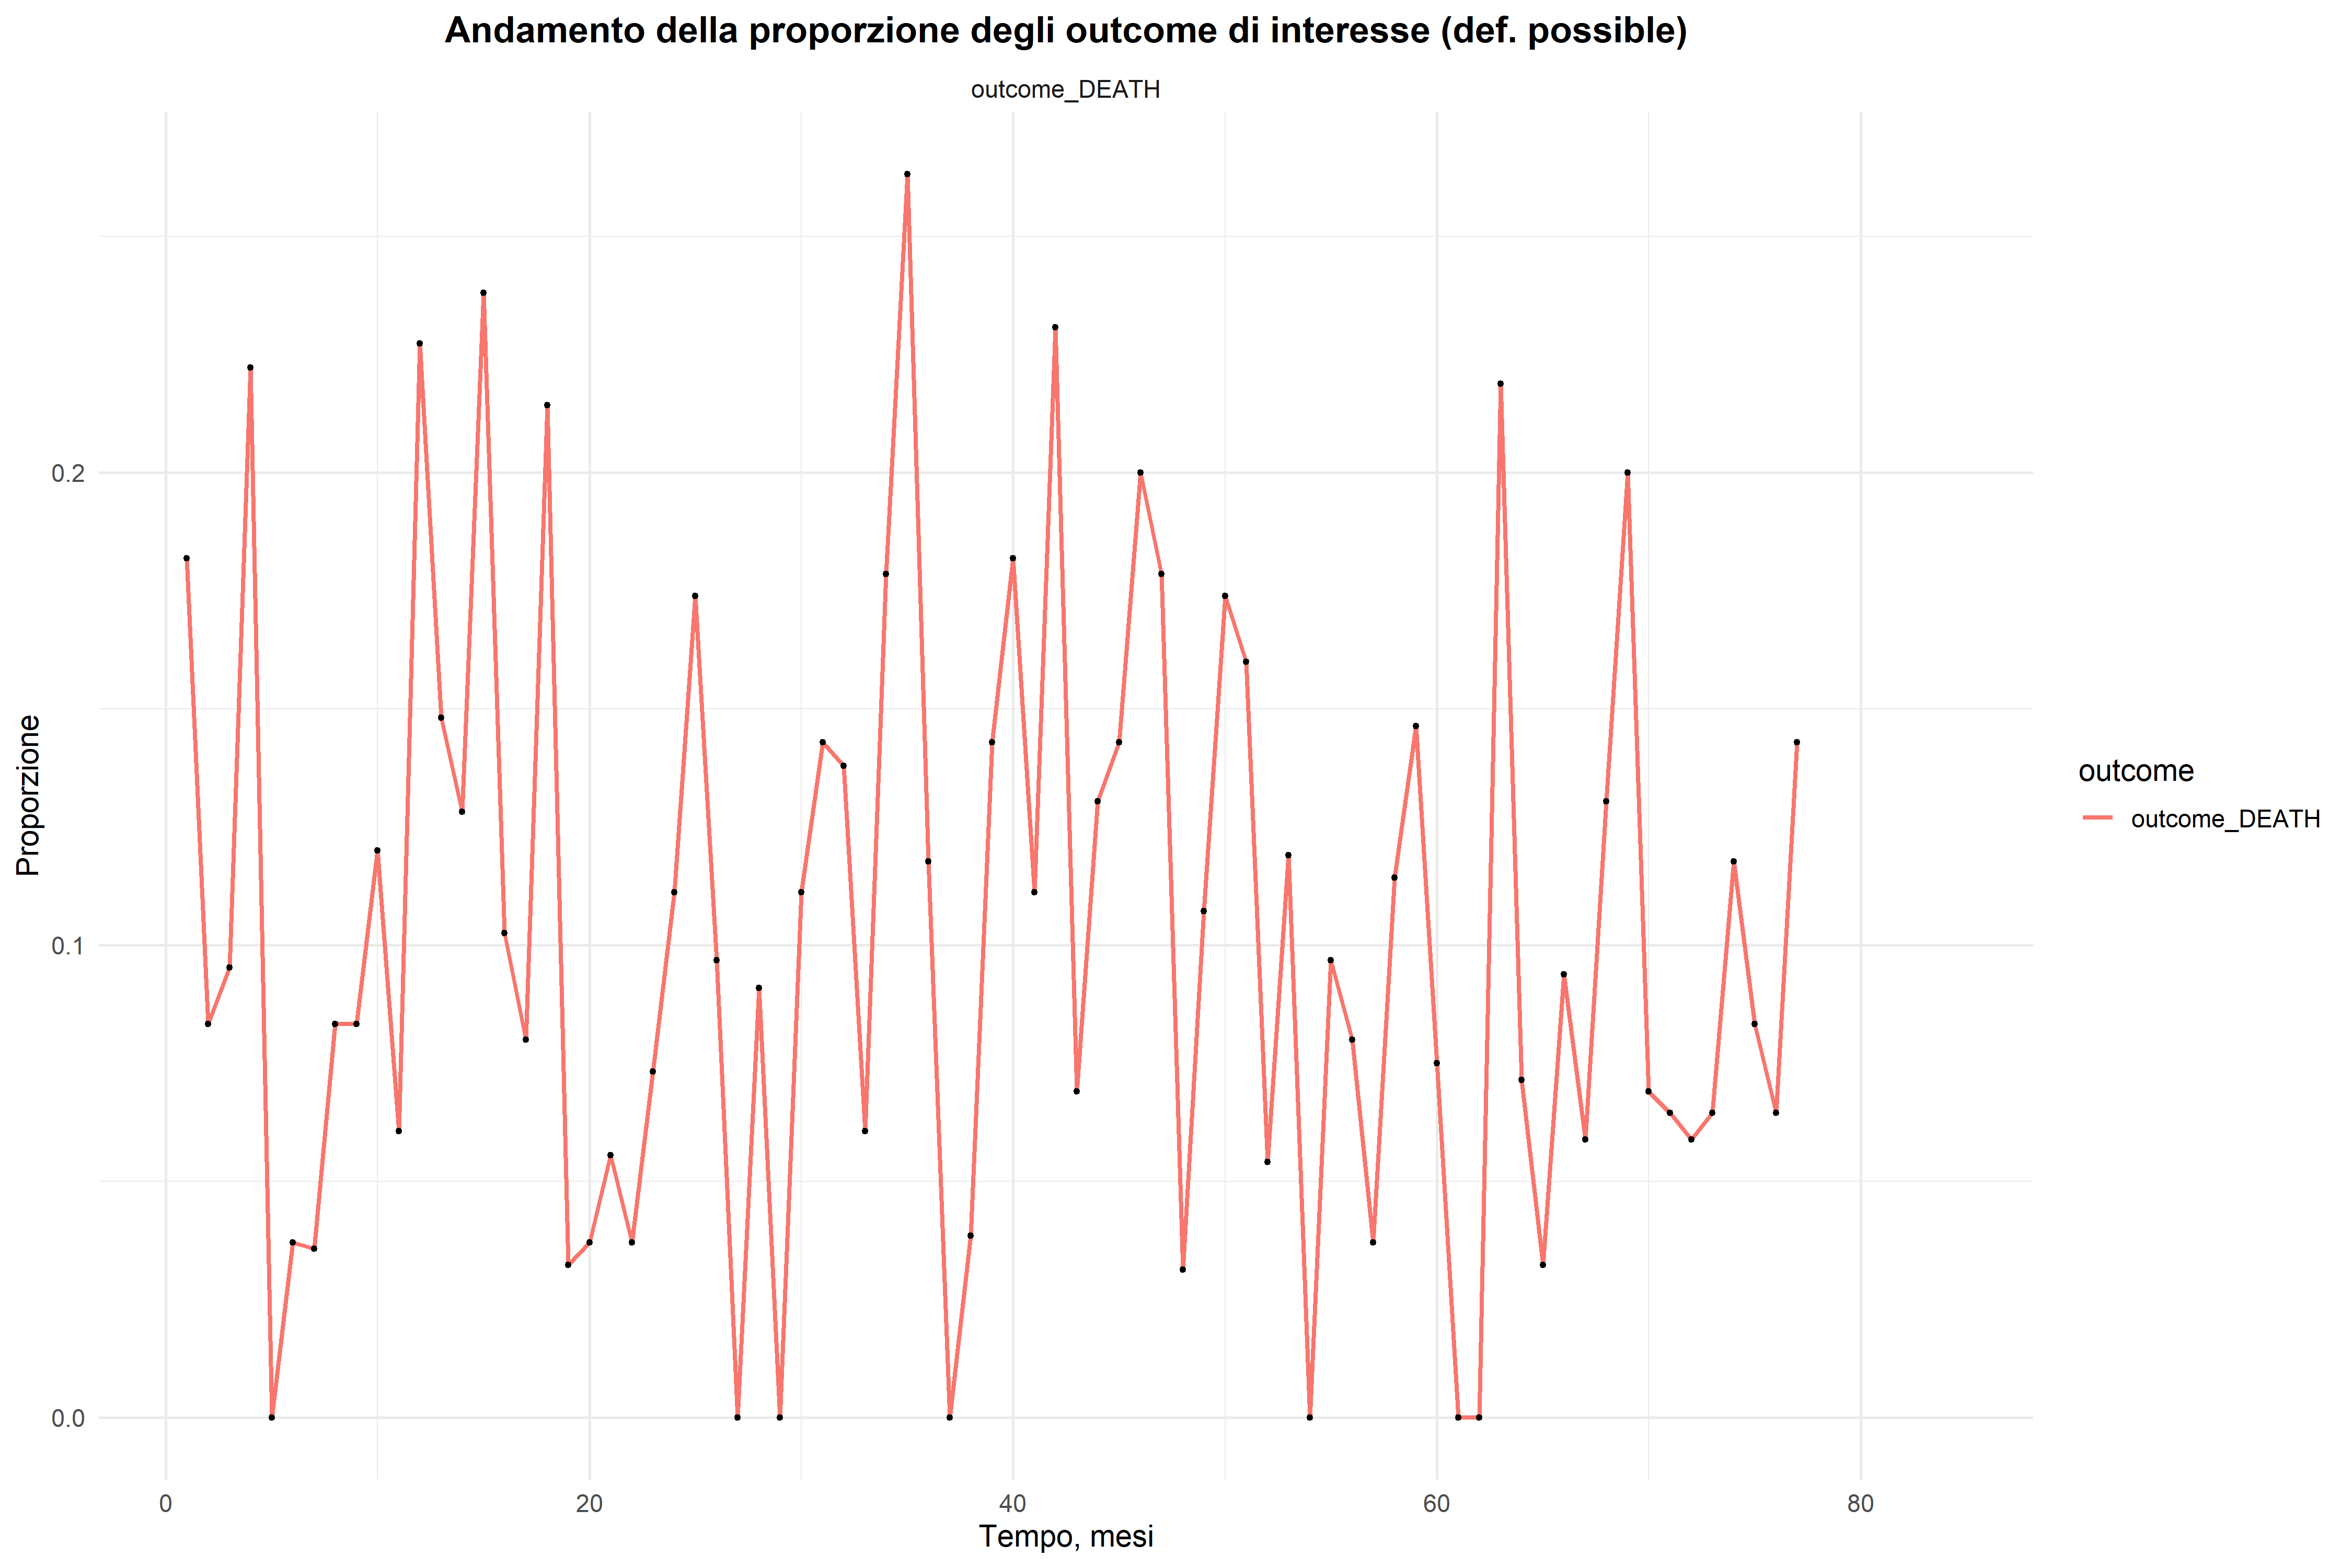 Andamento della proporzione degli outcome di interesse (def. possible)
outcome_DEATH
Proporzione
0.2
0.1
0.0
0 20 40 60 80
Tempo, mesi
outcome
outcome_DEATH